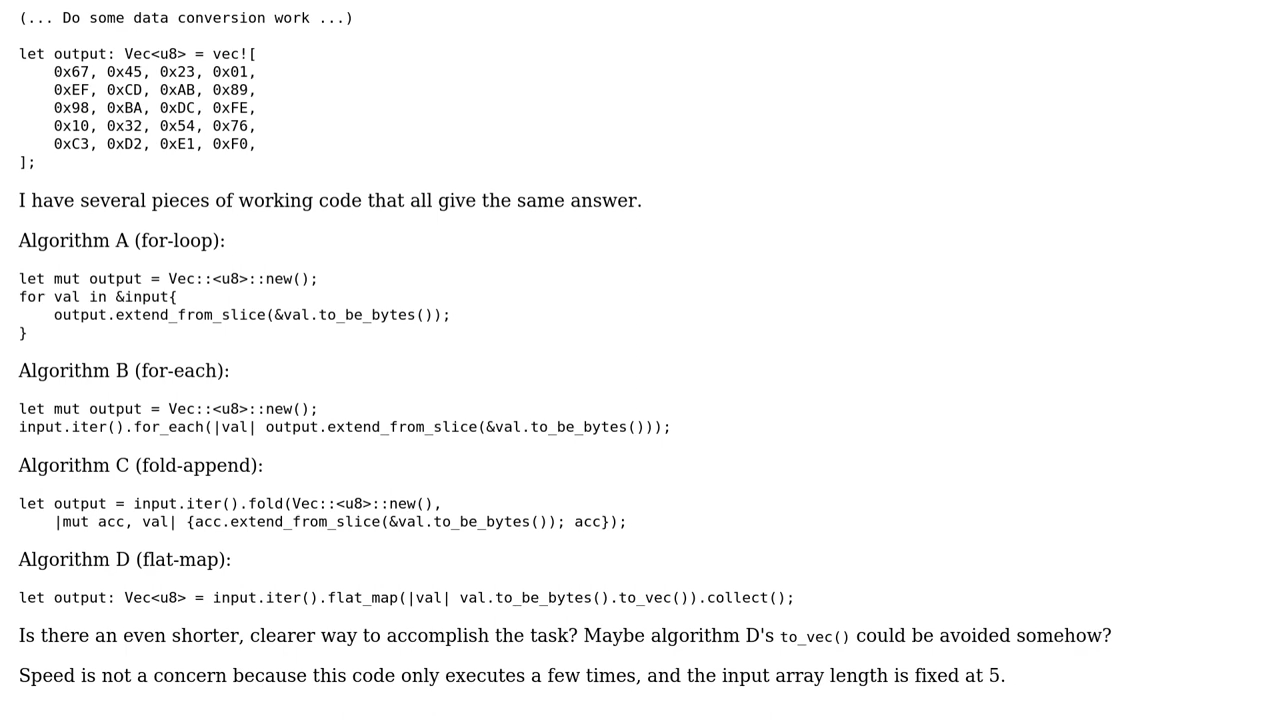 (... Do some data conversion work ...)
let output: Vec<u8> = vec![
    0x67, 0x45, 0x23, 0x01,
    0xEF, 0xCD, 0xAB, 0x89,
    0x98, 0xBA, 0xDC, 0xFE,
    0x10, 0x32, 0x54, 0x76,
    0xC3, 0xD2, 0xE1, 0xF0,
];
I have several pieces of working code that all give the same answer.
Algorithm A (for-loop):
let mut output = Vec::<u8>::new();
for val in &input{
    output.extend_from_slice(&val.to_be_bytes());
}
Algorithm B (for-each):
let mut output = Vec::<u8>::new();
input.iter().for_each(|val| output.extend_from_slice(&val.to_be_bytes()));
Algorithm C (fold-append):
let output = input.iter().fold(Vec::<u8>::new(),
    |mut acc, val| {acc.extend_from_slice(&val.to_be_bytes()); acc});
Algorithm D (flat-map):
let output: Vec<u8> = input.iter().flat_map(|val| val.to_be_bytes().to_vec()).collect();
Is there an even shorter, clearer way to accomplish the task? Maybe algorithm D's to_vec() could be avoided somehow?
Speed is not a concern because this code only executes a few times, and the input array length is fixed at 5.